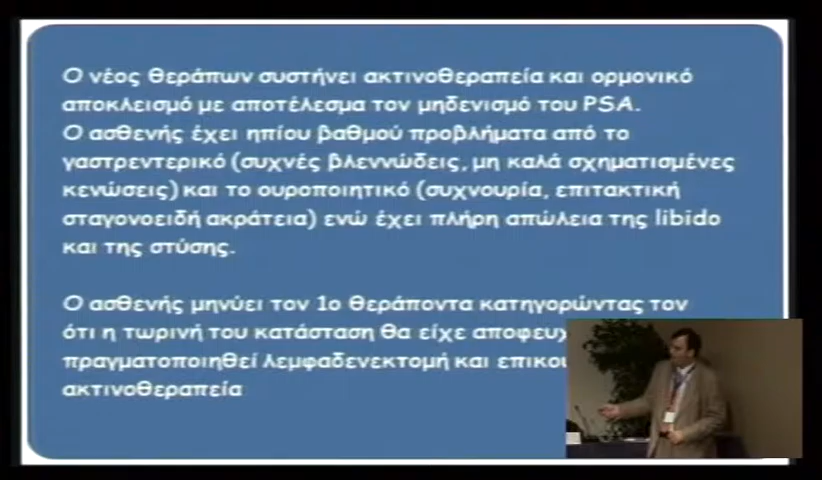 Ο νέος θεράπων συστήνει ακτινοθεραπεία και ορμονικό
αποκλεισμό με αποτέλεσμα τον μηδενισμό του PSA.
Ο ασθενής έχει ηπίου βαθμού προβλήματα από το
γαστρεντερικό (συχνές βλεννώδεις, μη καλά σχηματισμένες
κενώσεις) και το ουροποιητικό (συχνουρία, επιτακτική
σταγονοειδή ακράτεια) ενώ έχει πλήρη απώλεια της libido
και της στύσης.
Ο ασθενής μηνύει τον 1ο θεράποντα κατηγορώντας τον
ότι η τωρινή του κατάσταση θα είχε
πραγματοποιηθεί λεμφαδενεκτομή και
ακτινοθεραπεία